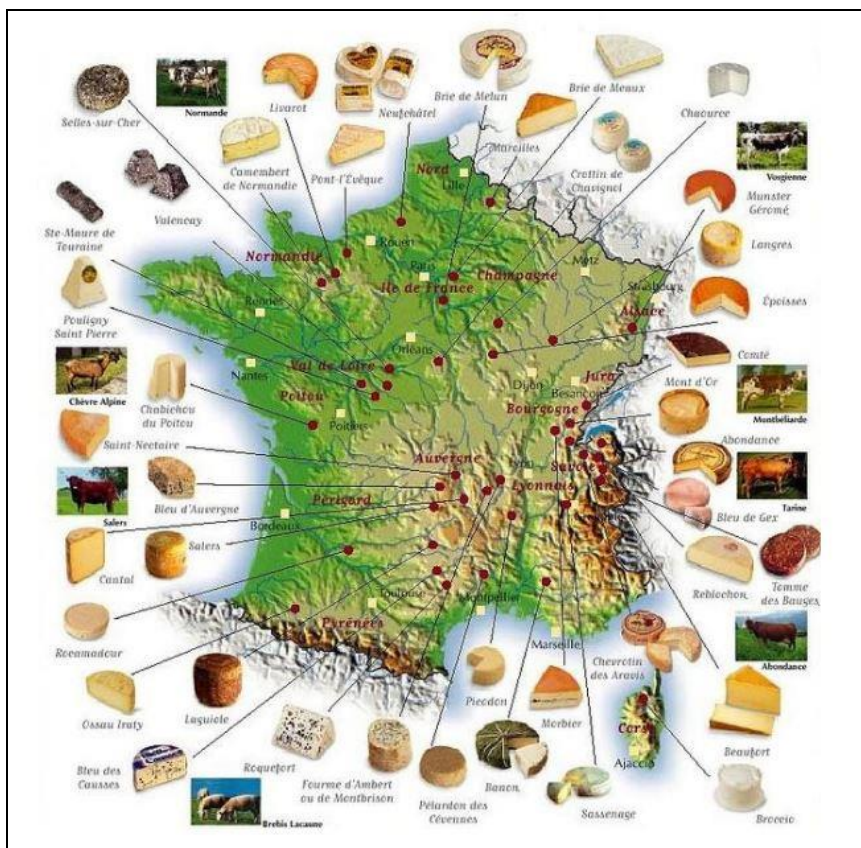 Selles-sur-Cher
Normande
Livarot
Neufchâtel
Brie de Melun
Brie de Meaux
Chaource
Camembert
de Normandie
Pont-l'Évêque
Maroilles
Crottin de
Chavignol
Vosgienne
Ste-Maure de
Touraine
Valencay
Munster
Géromé
Langres
Pouligny
Saint Pierre
Époisses
Chèvre Alpine
Chabichou
du Poitou
Comté
Mont d'Or
Montbéliarde
Saint-Nectaire
Abondance
Bleu d'Auvergne
Salers
Tarine
Bleu de Gex
Cantal
Salers
Reblochon
Tomme
des Bauges
Rocamadour
Chevrotin
des Aravis
Abondance
Ossau Iraty
Laguiole
Picodon
Morbier
Beaufort
Bleu des
Causses
Roquefort
Fourme d'Ambert
ou de Montbrison
Pélardon des
Cévennes
Banon
Sassenage
Broccio
Brebis Lacaune
Nord
Lille
Rouen
Normandie
Paris
Ile de France
Champagne
Metz
Strasbourg
Alsace
Rennes
Orléans
Nantes
Val de Loire
Dijon
Besançon
Jura
Poitou
Poitiers
Bourgogne
Auvergne
Lyon
Lyonnais
Savoie
Périgord
Bordeaux
Toulouse
Montpellier
Pyrénées
Marseille
Corse
Ajaccio